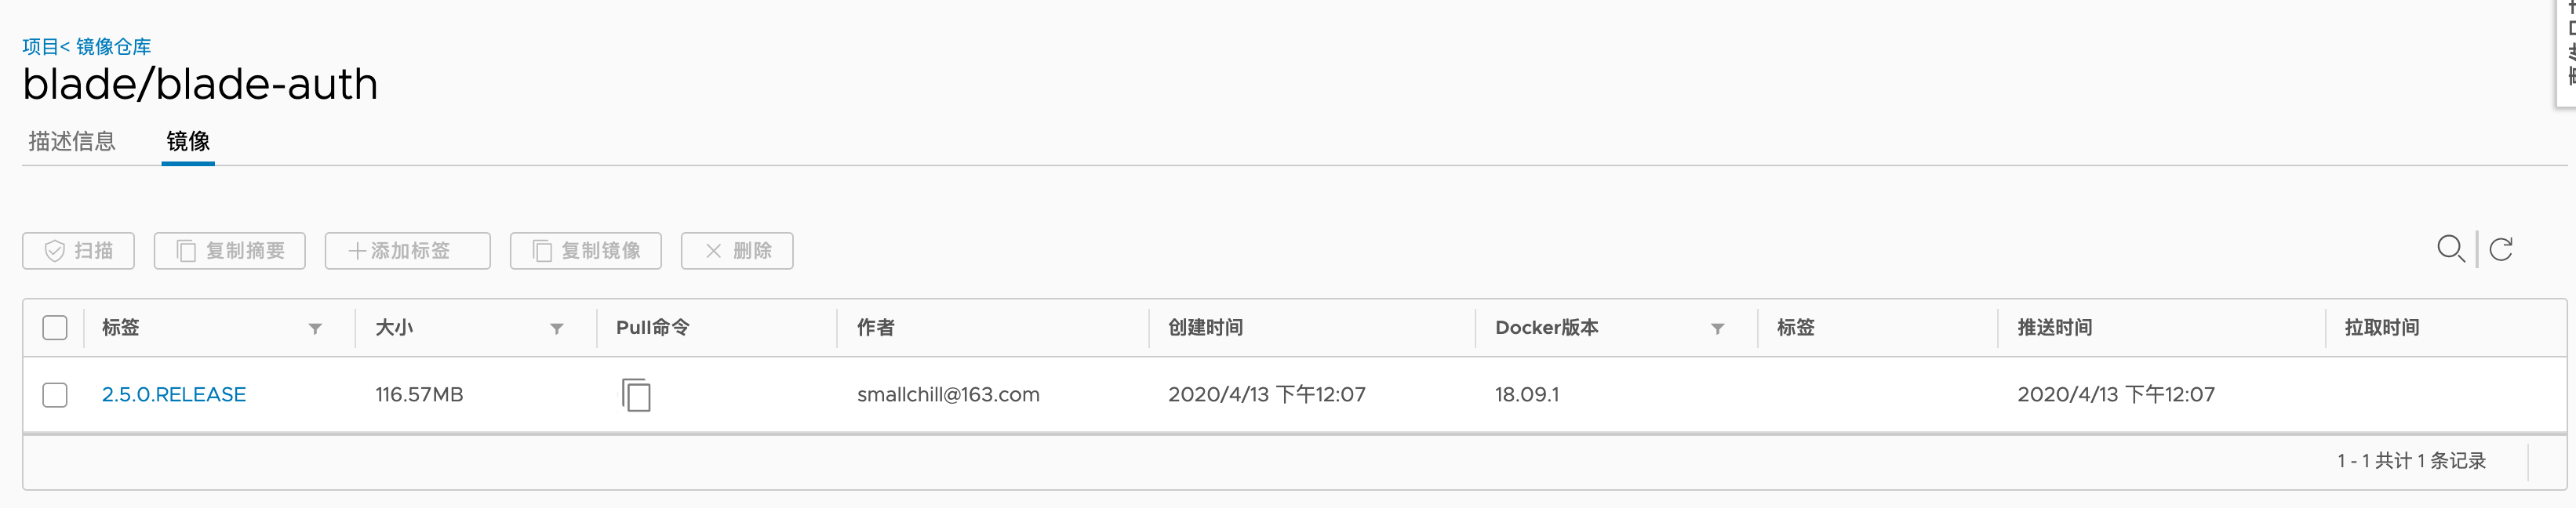 项目< 镜像仓库
blade/blade-auth
描述信息 镜像
扫描 复制摘要 添加标签 复制镜像 删除
标签 大小 Pull命令 作者 创建时间 Docker版本 标签 推送时间 拉取时间
2.5.0.RELEASE 116.57MB smallchill@163.com 2020/4/13 下午12:07 18.09.1 2020/4/13 下午12:07
1 - 1 共计 1 条记录